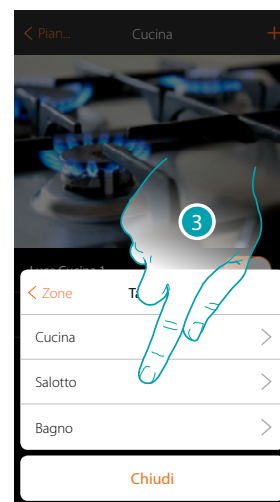 < Pian... Cucina +
3
< Zone
Cucina >
Salotto >
Bagno >
Chiudi